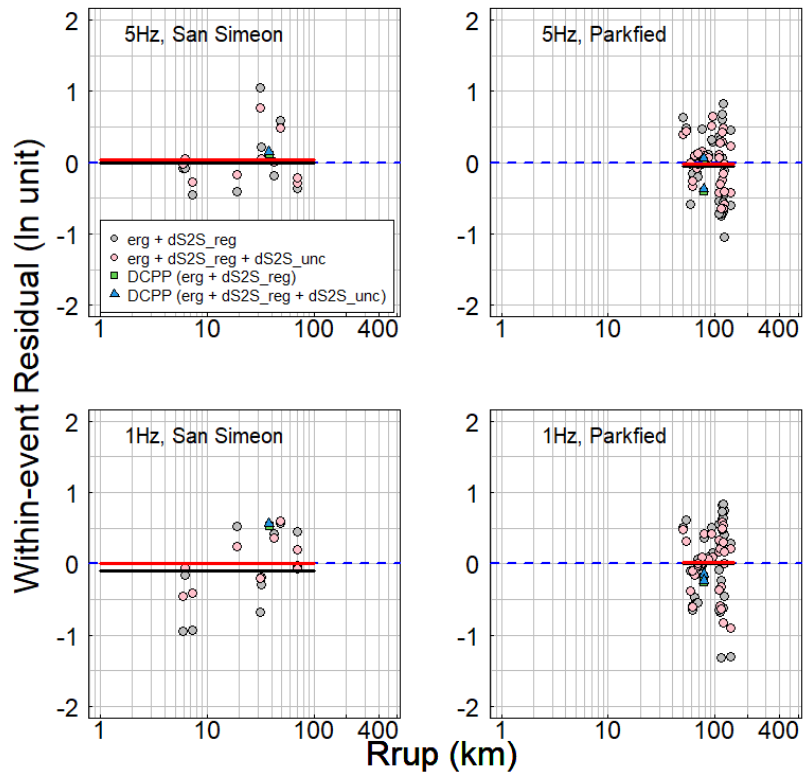 Within-event Residual (ln unit)
5Hz, San Simeon
2
1
0
-1
-2
erg + dS2S_reg
erg + dS2S_reg + dS2S_unc
DCPP (erg + dS2S_reg)
DCPP (erg + dS2S_reg + dS2S_unc)
1 10 100 400
5Hz, Parkfied
2
1
0
-1
-2
1 10 100 400
1Hz, San Simeon
2
1
0
-1
-2
1 10 100 400
1Hz, Parkfied
2
1
0
-1
-2
1 10 100 400
Rrup (km)